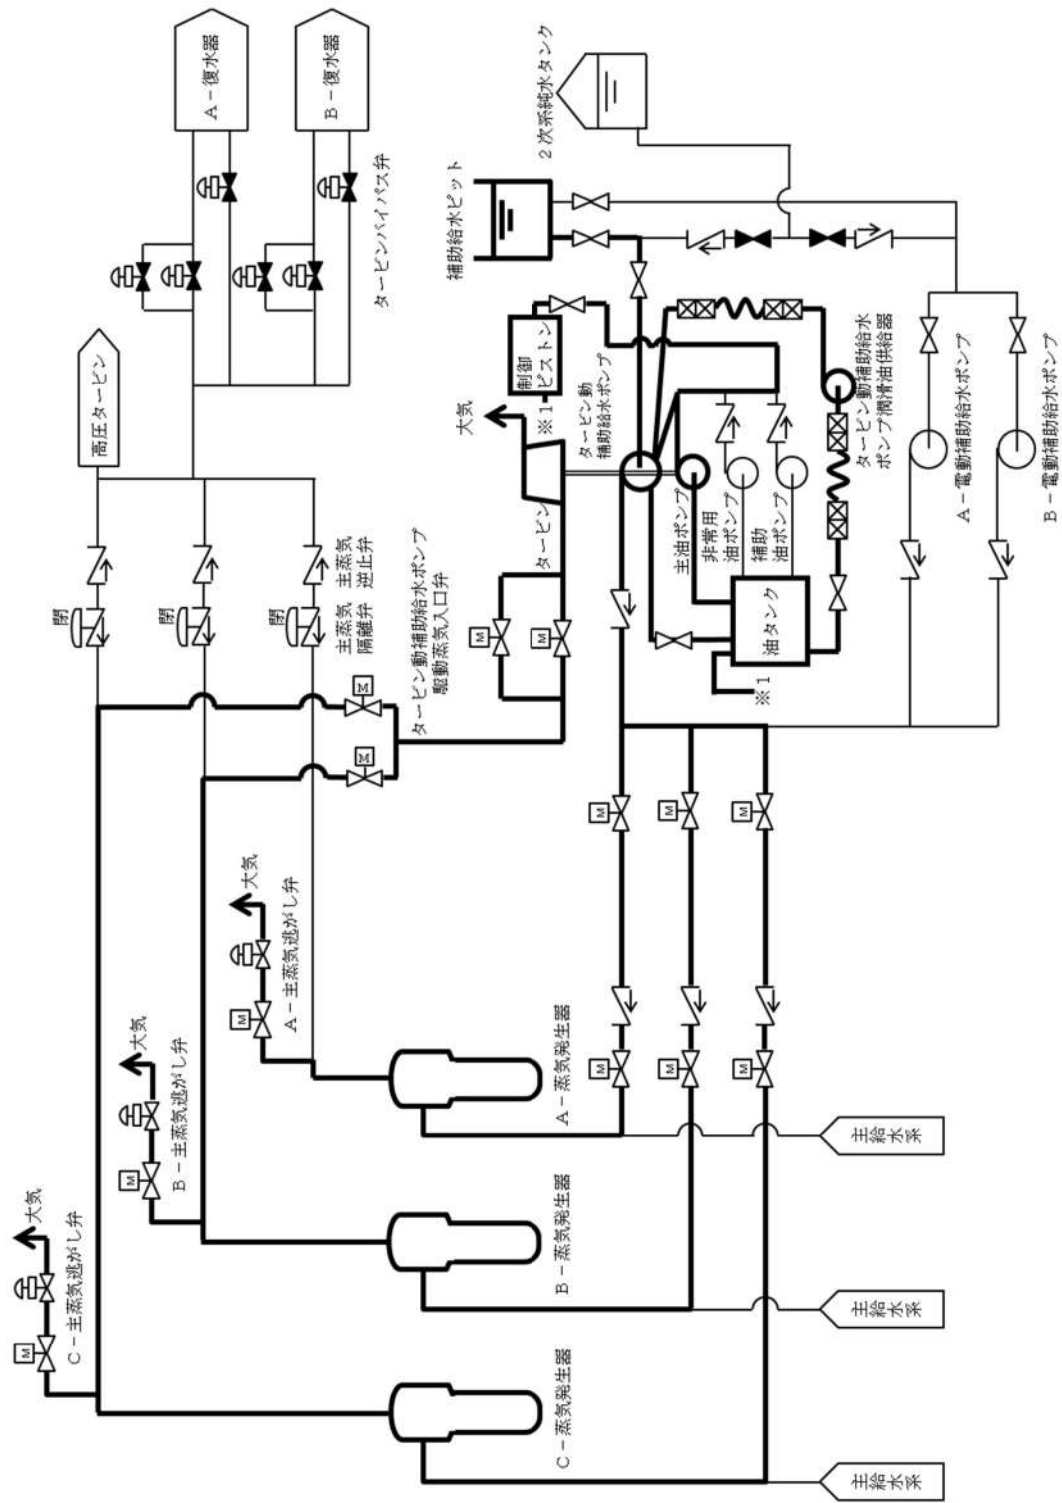 C－主蒸気逃がし弁
大気
B－主蒸気逃がし弁
大気
A－主蒸気逃がし弁
大気
C－蒸気発生器
B－蒸気発生器
A－蒸気発生器
主給水系
主給水系
主給水系
閉
閉
閉
主蒸気
隔離弁
主蒸気
逆止弁
高圧タービン
A－復水器
B－復水器
タービンバイパス弁
タービン動補助給水ポンプ
駆動蒸気入口弁
タービン
大気
※1
制御
ピストン
タービン動
補助給水ポンプ
補助給水ピット
2次系純水タンク
主油ポンプ
非常用
油ポンプ
補助
油ポンプ
油タンク
※1
タービン動補助給水
ポンプ潤滑油供給器
A－電動補助給水ポンプ
B－電動補助給水ポンプ
M
M
M
M
M
M
M
M
M
M
M
M
M